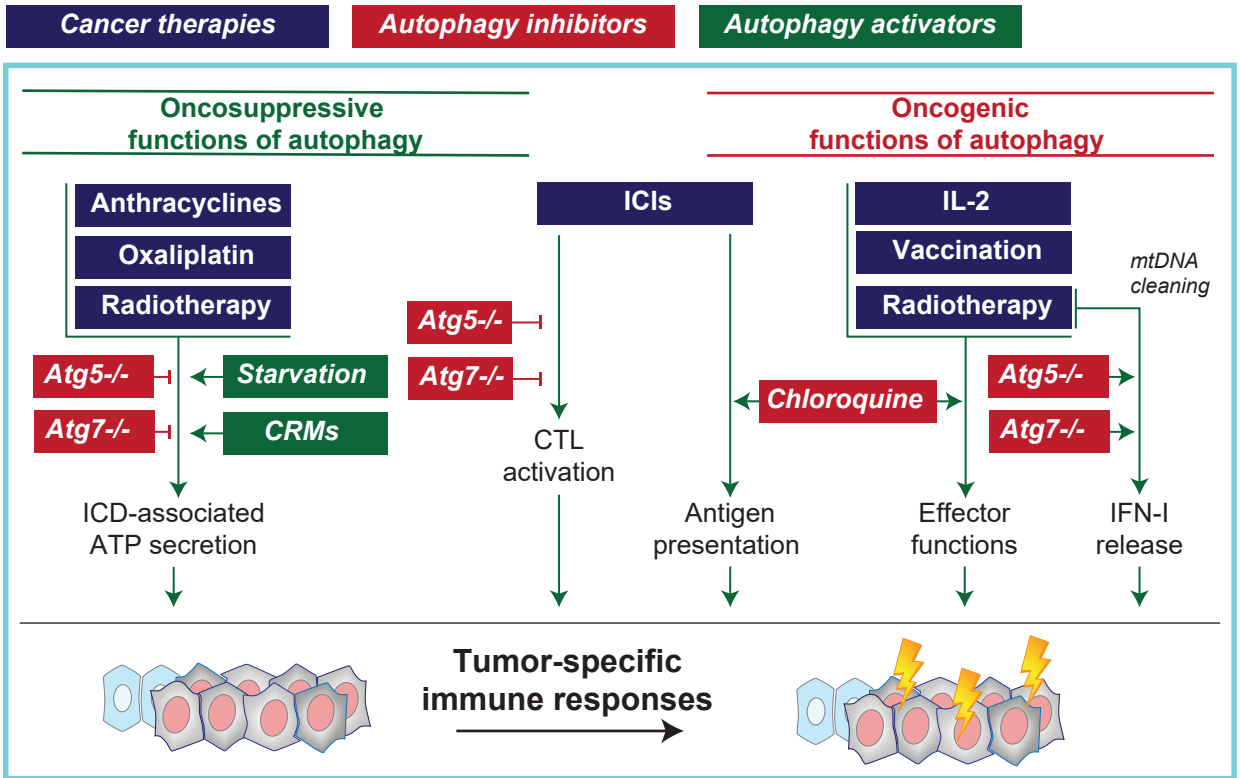 Cancer therapies
Autophagy inhibitors
Autophagy activators
Oncosuppressive
functions of autophagy
Oncogenic
functions of autophagy
Anthracyclines
Oxaliplatin
Radiotherapy
ICIs
IL-2
Vaccination
Radiotherapy
mtDNA
cleaning
Atg5-/-
Atg7-/-
Starvation
CRMs
Atg5-/-
Atg7-/-
Chloroquine
Atg5-/-
Atg7-/-
ICD-associated
ATP secretion
CTL
activation
Antigen
presentation
Effector
functions
IFN-I
release
Tumor-specific
immune responses